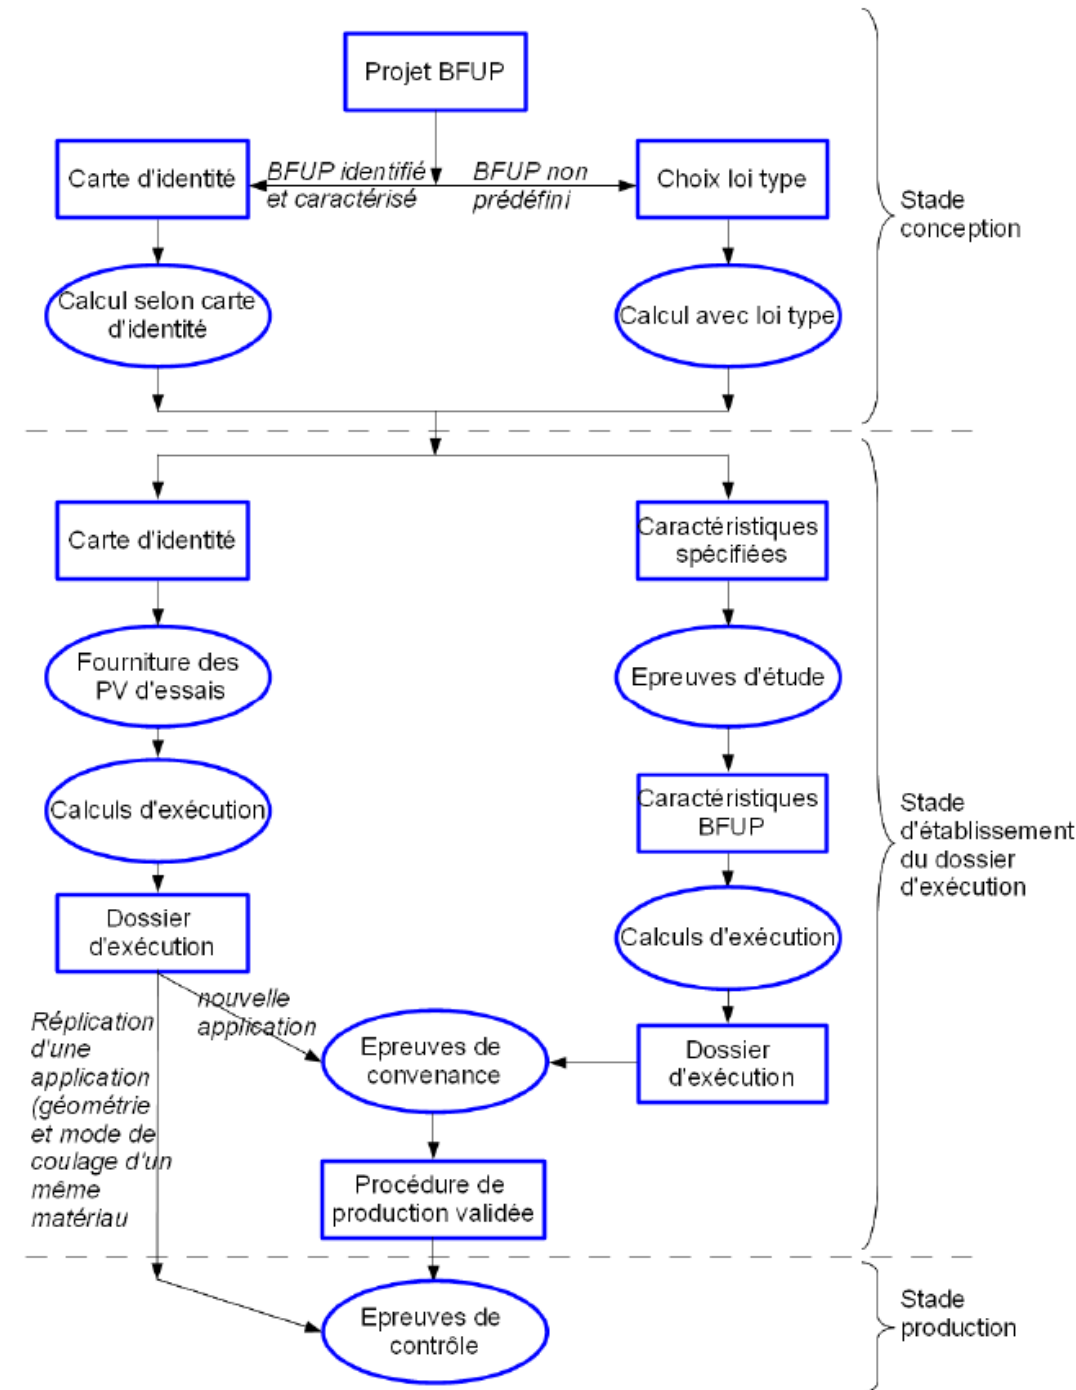 Projet BFUP
Carte d'identité
BFUP identifié
et caractérisé
BFUP non
prédéfini
Choix loi type
Stade
conception
Calcul selon carte
d'identité
Calcul avec loi type
Carte d'identité
Caractéristiques
spécifiées
Fourniture des
PV d'essais
Epreuves d'étude
Calculs d'exécution
Caractéristiques
BFUP
Stade
d'établissement
du dossier
d'exécution
Dossier
d'exécution
Calculs d'exécution
nouvelle
application
Réplication
d'une
application
(géométrie
et mode de
coulage d'un
même
matériau
Epreuves de
convenance
Dossier
d'exécution
Procédure de
production validée
Epreuves de
contrôle
Stade
production